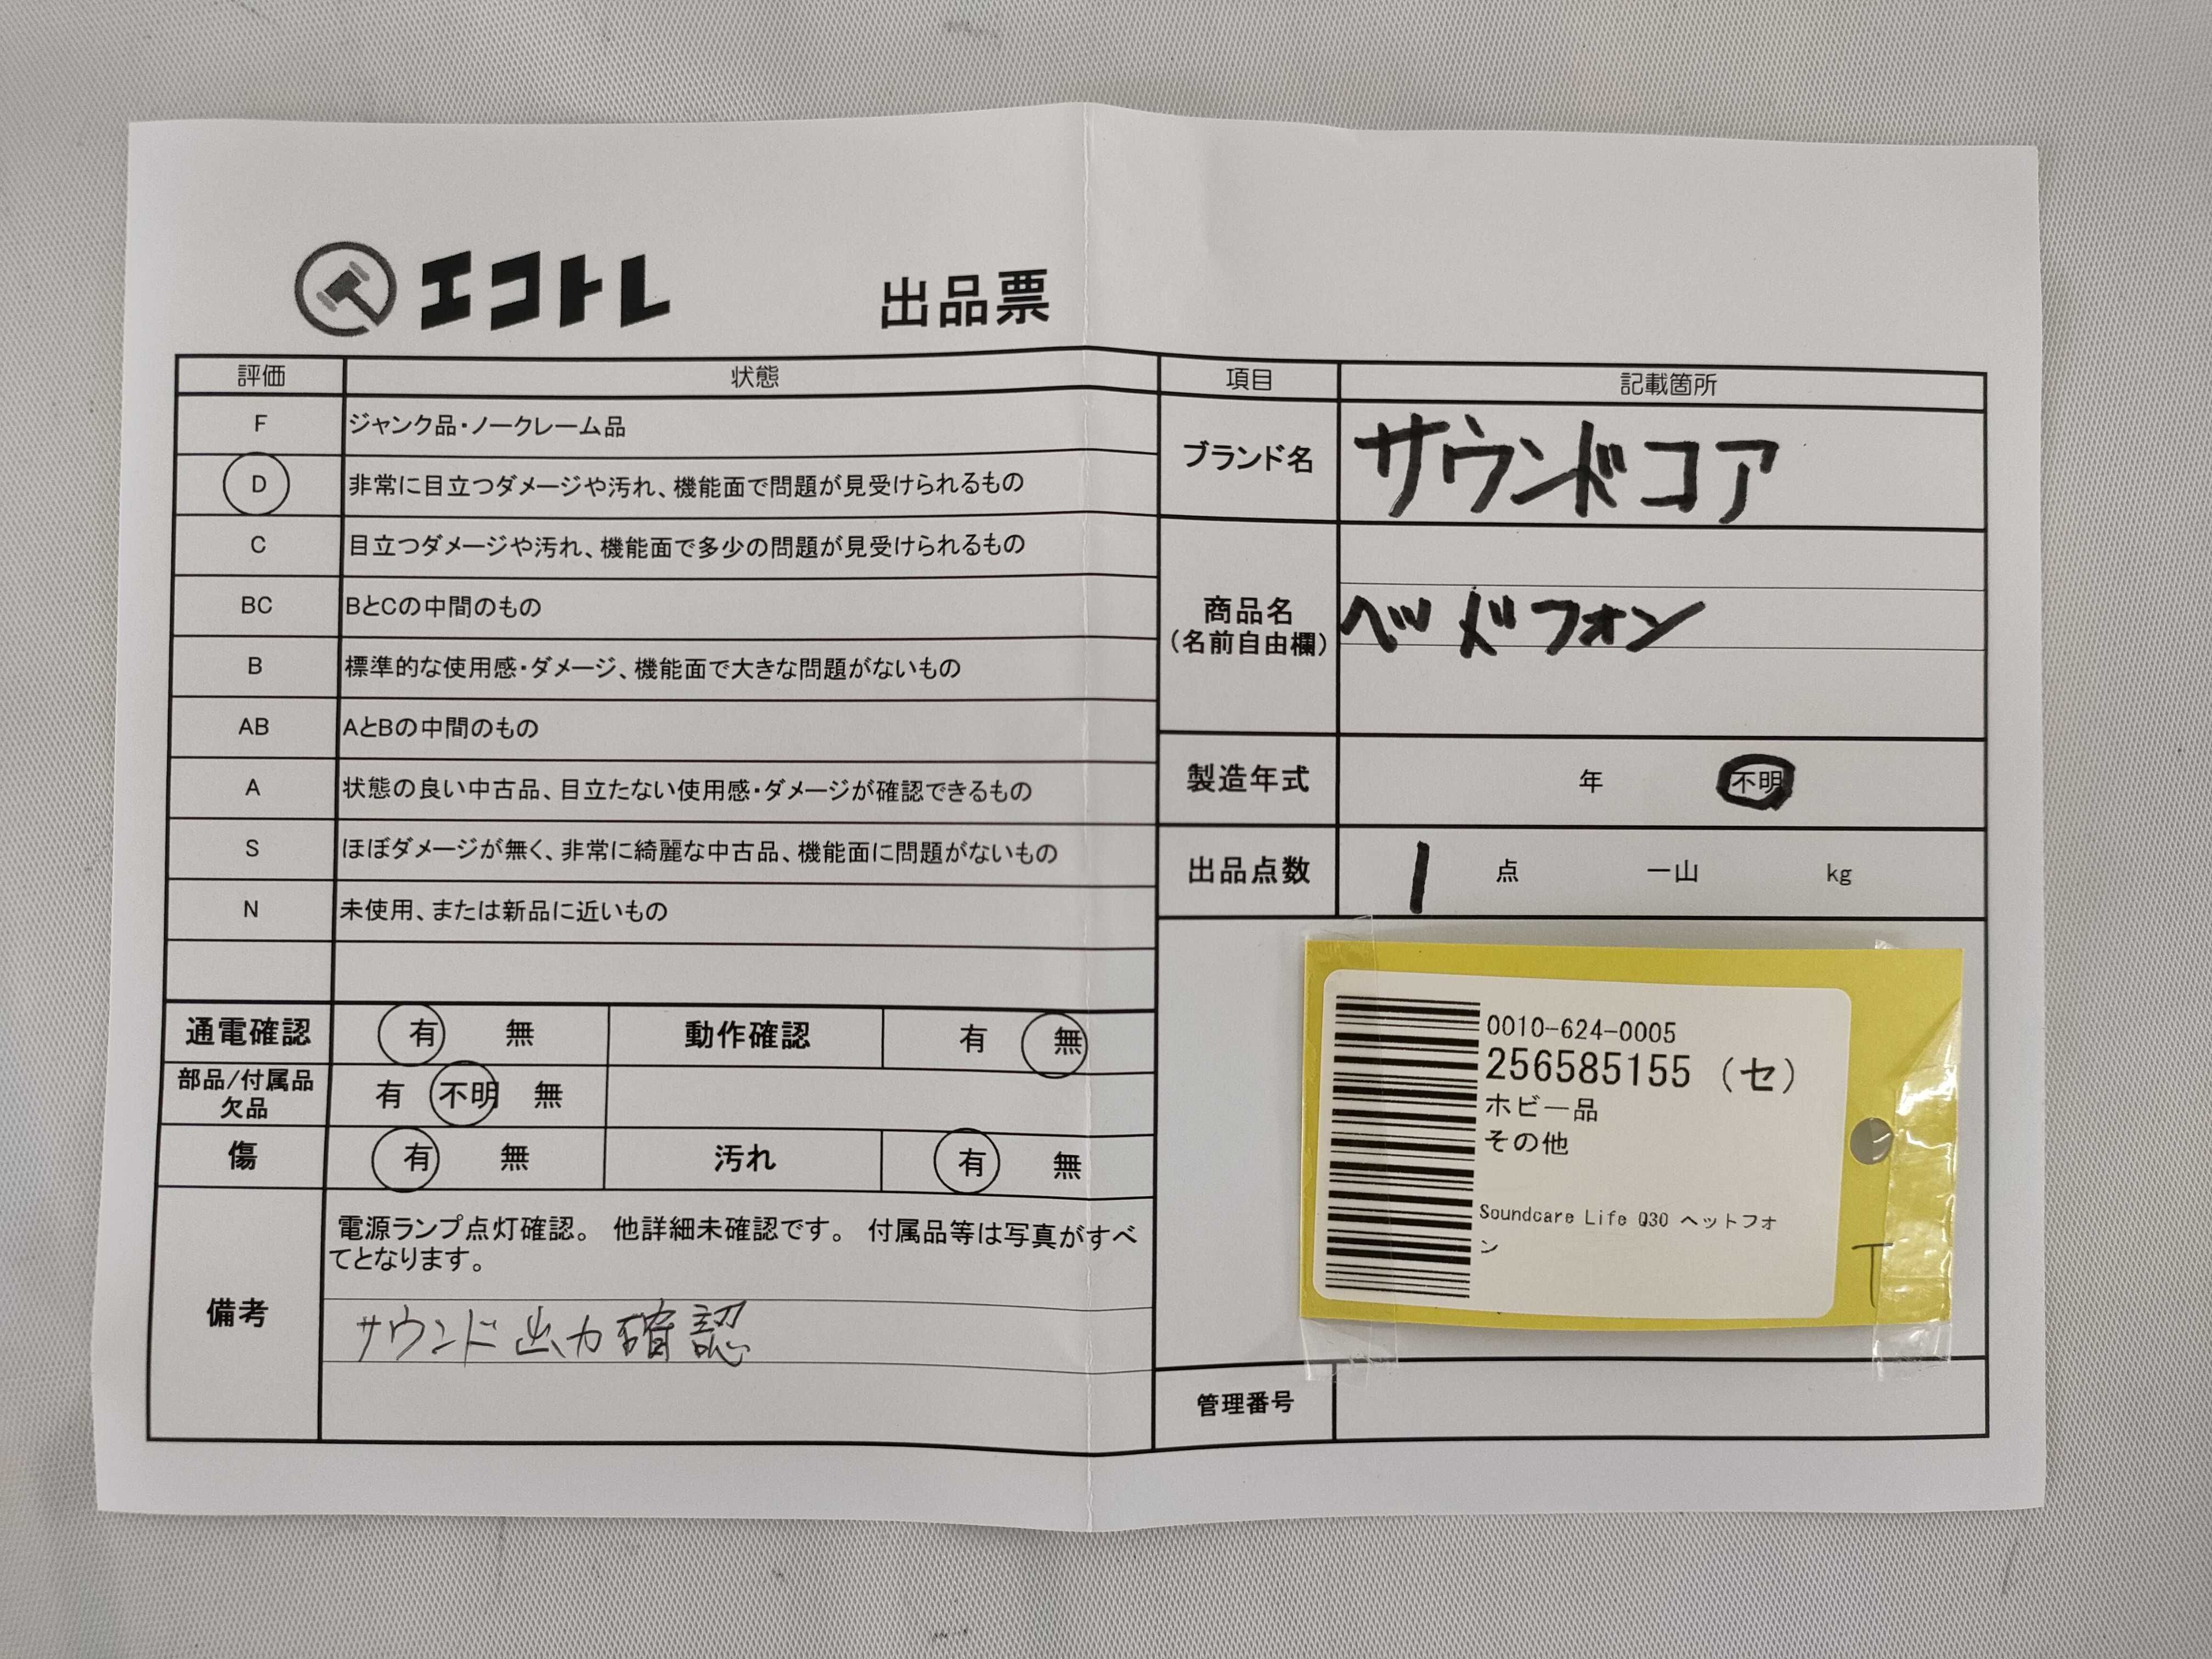 エコトレ 出品票
評価 状態
F ジャンク品・ノークレーム品
D 非常に目立つダメージや汚れ、機能面で問題が見受けられるもの
C 目立つダメージや汚れ、機能面で多少の問題が見受けられるもの
BC BとCの中間のもの
B 標準的な使用感・ダメージ、機能面で大きな問題がないもの
AB AとBの中間のもの
A 状態の良い中古品、目立たない使用感・ダメージが確認できるもの
S ほぼダメージが無く、非常に綺麗な中古品、機能面に問題がないもの
N 未使用、または新品に近いもの
通電確認 有 無 動作確認 有 無
部品/付属品
欠品 有 不明 無
傷 有 無 汚れ 有 無
備考
電源ランプ点灯確認。 他詳細未確認です。 付属品等は写真がすべ
てとなります。
サウンド出力確認
項目 記載箇所
ブランド名 サウンドコア
商品名
(名前自由欄) ヘッドフォン
製造年式 年 不明
出品点数 1 点 一山 kg
0010-624-0005
256585155 (セ)
ホビー品
その他
Soundcare Life Q30 ヘットフォ
ン
T
管理番号